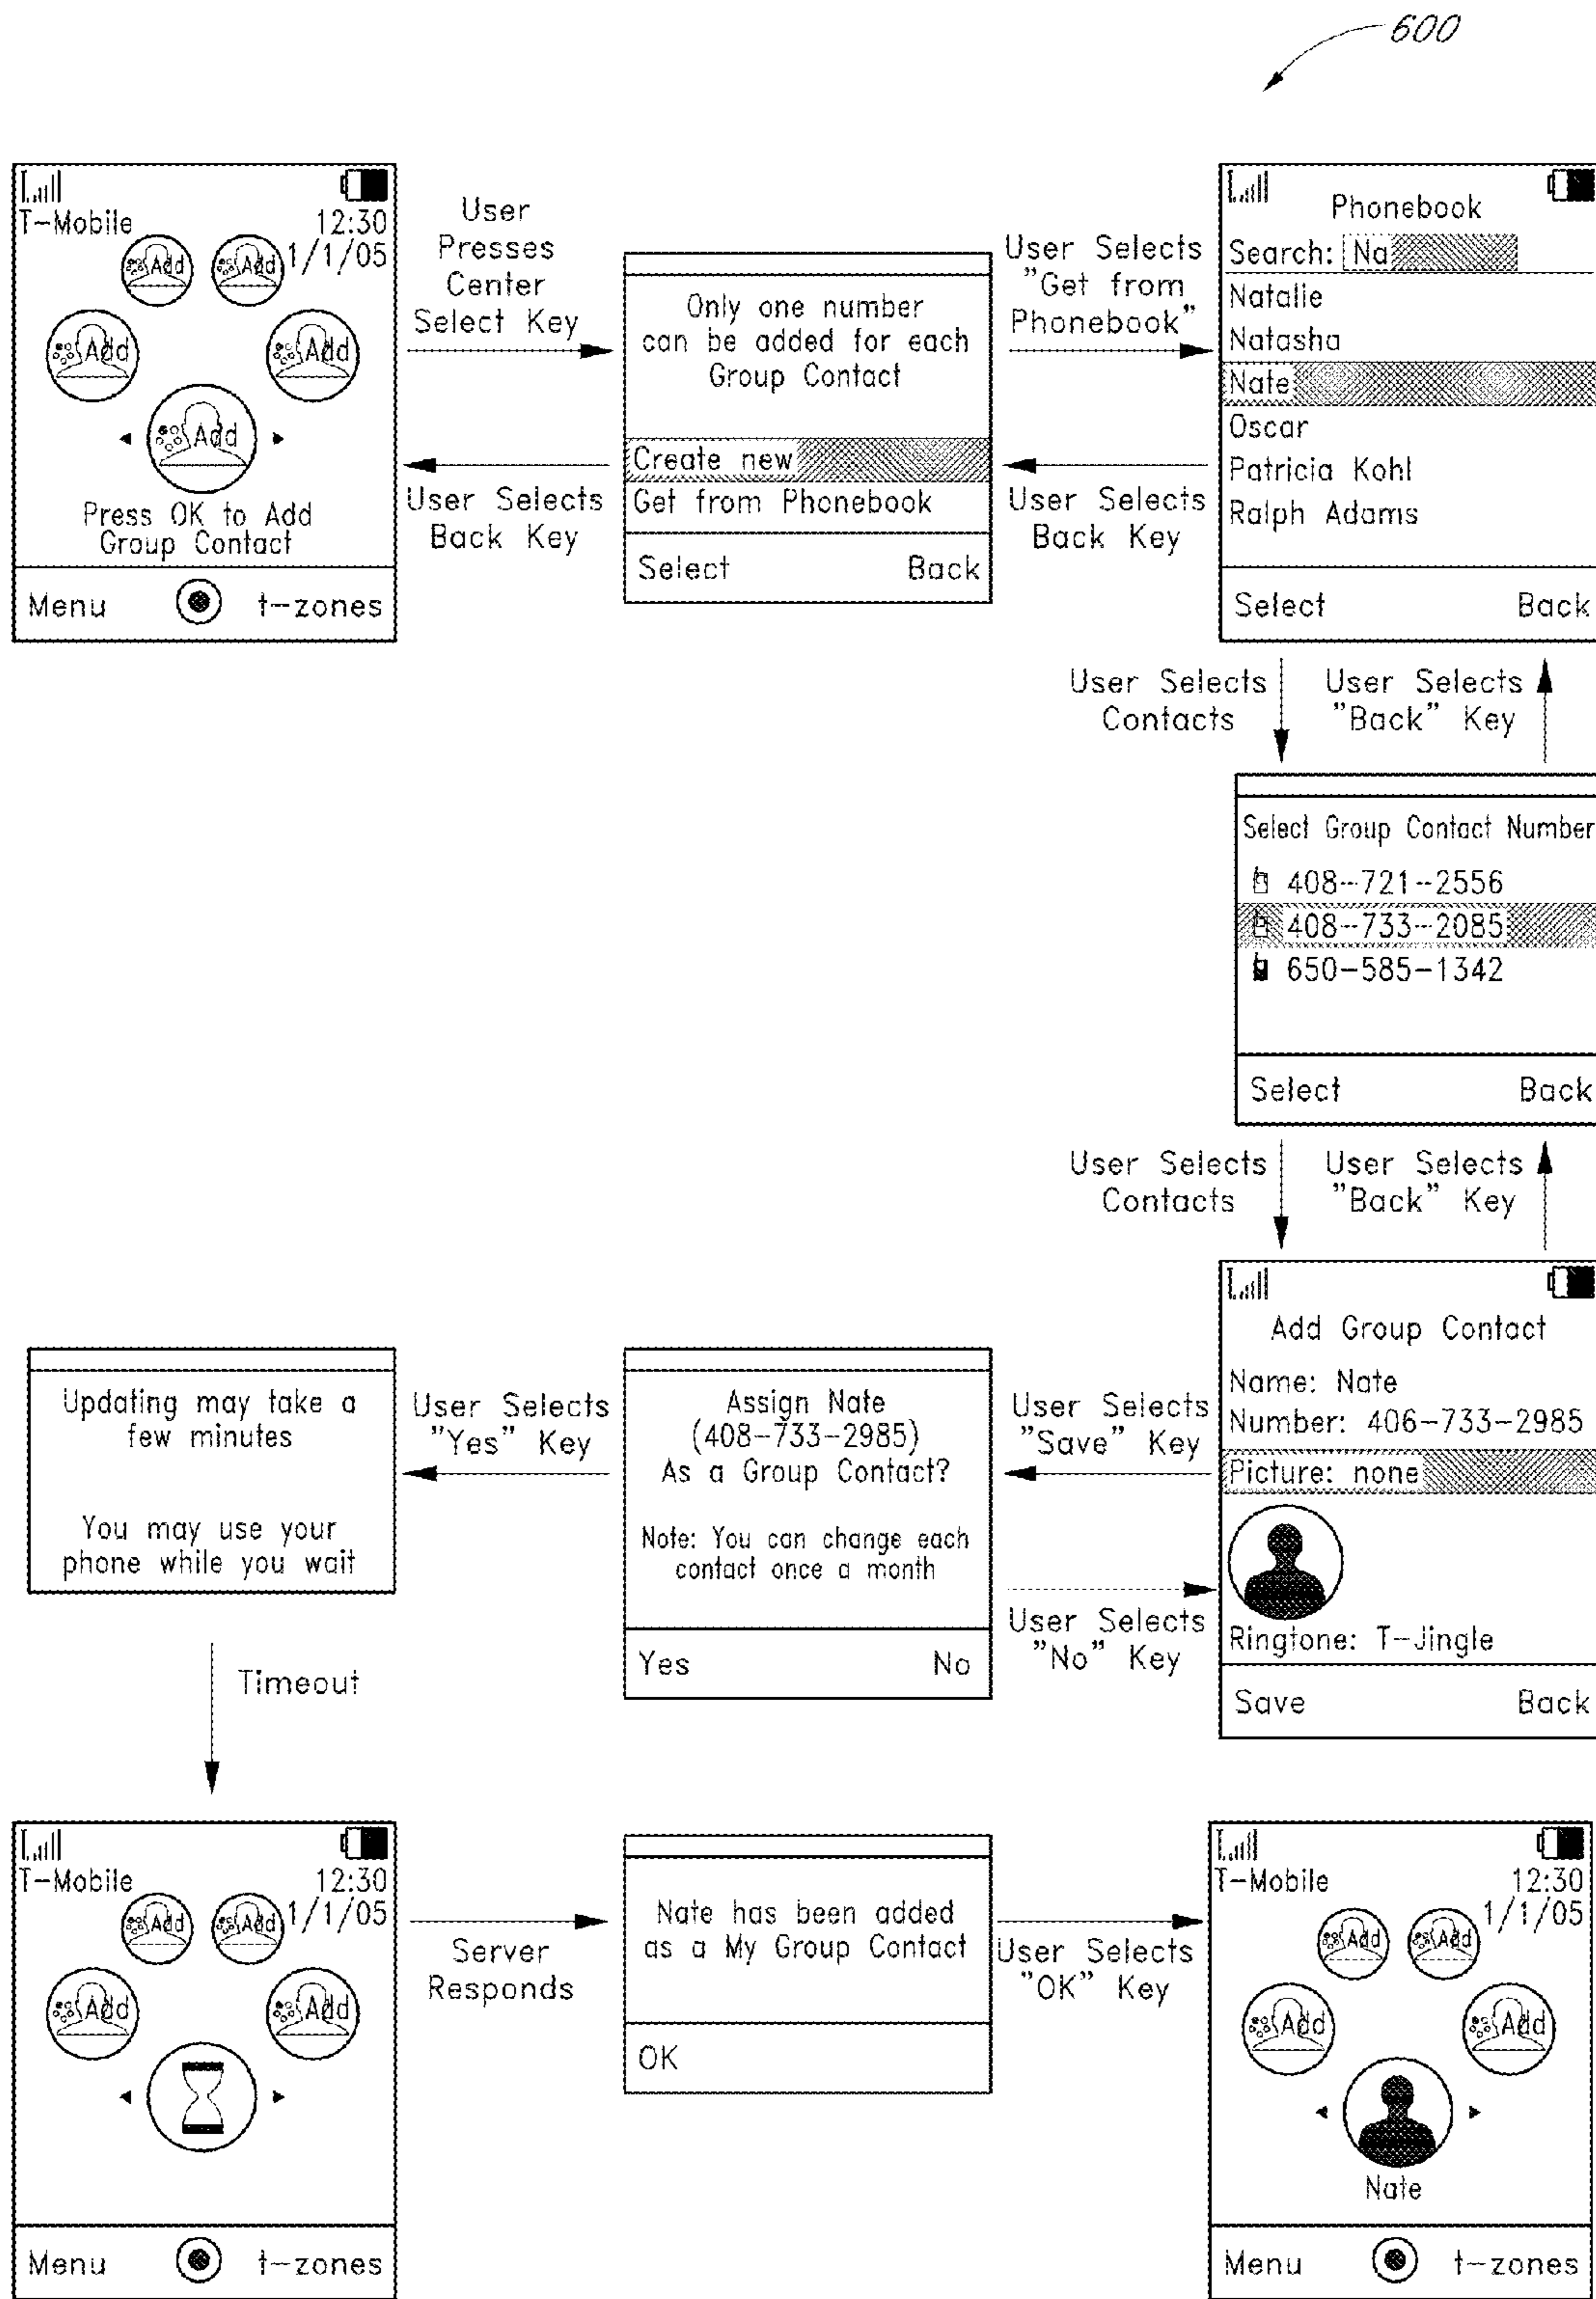 600
T-Mobile 12:30
1/1/05
Add Add
Add Add
Add
Press OK to Add
Group Contact
Menu t-zones
User
Presses
Center
Select Key
User Selects
Back Key
Only one number
can be added for each
Group Contact
Create new
Get from Phonebook
Select Back
User Selects
"Get from
Phonebook"
User Selects
Back Key
Phonebook
Search: Na
Natalie
Natasha
Nate
Oscar
Patricia Kohl
Ralph Adams
Select Back
User Selects
Contacts
User Selects
"Back" Key
Select Group Contact Number
408-721-2556
408-733-2085
650-585-1342
Select Back
User Selects
Contacts
User Selects
"Back" Key
Add Group Contact
Name: Nate
Number: 406-733-2985
Picture: none
Ringtone: T-Jingle
Save Back
User Selects
"Save" Key
User Selects
"No" Key
Assign Nate
(408-733-2985)
As a Group Contact?
Note: You can change each
contact once a month
Yes No
User Selects
"Yes" Key
Updating may take a
few minutes
You may use your
phone while you wait
Timeout
T-Mobile 12:30
1/1/05
Add Add
Add Add
Menu t-zones
Server
Responds
Nate has been added
as a My Group Contact
OK
User Selects
"OK" Key
T-Mobile 12:30
1/1/05
Add Add
Add Add
Nate
Menu t-zones